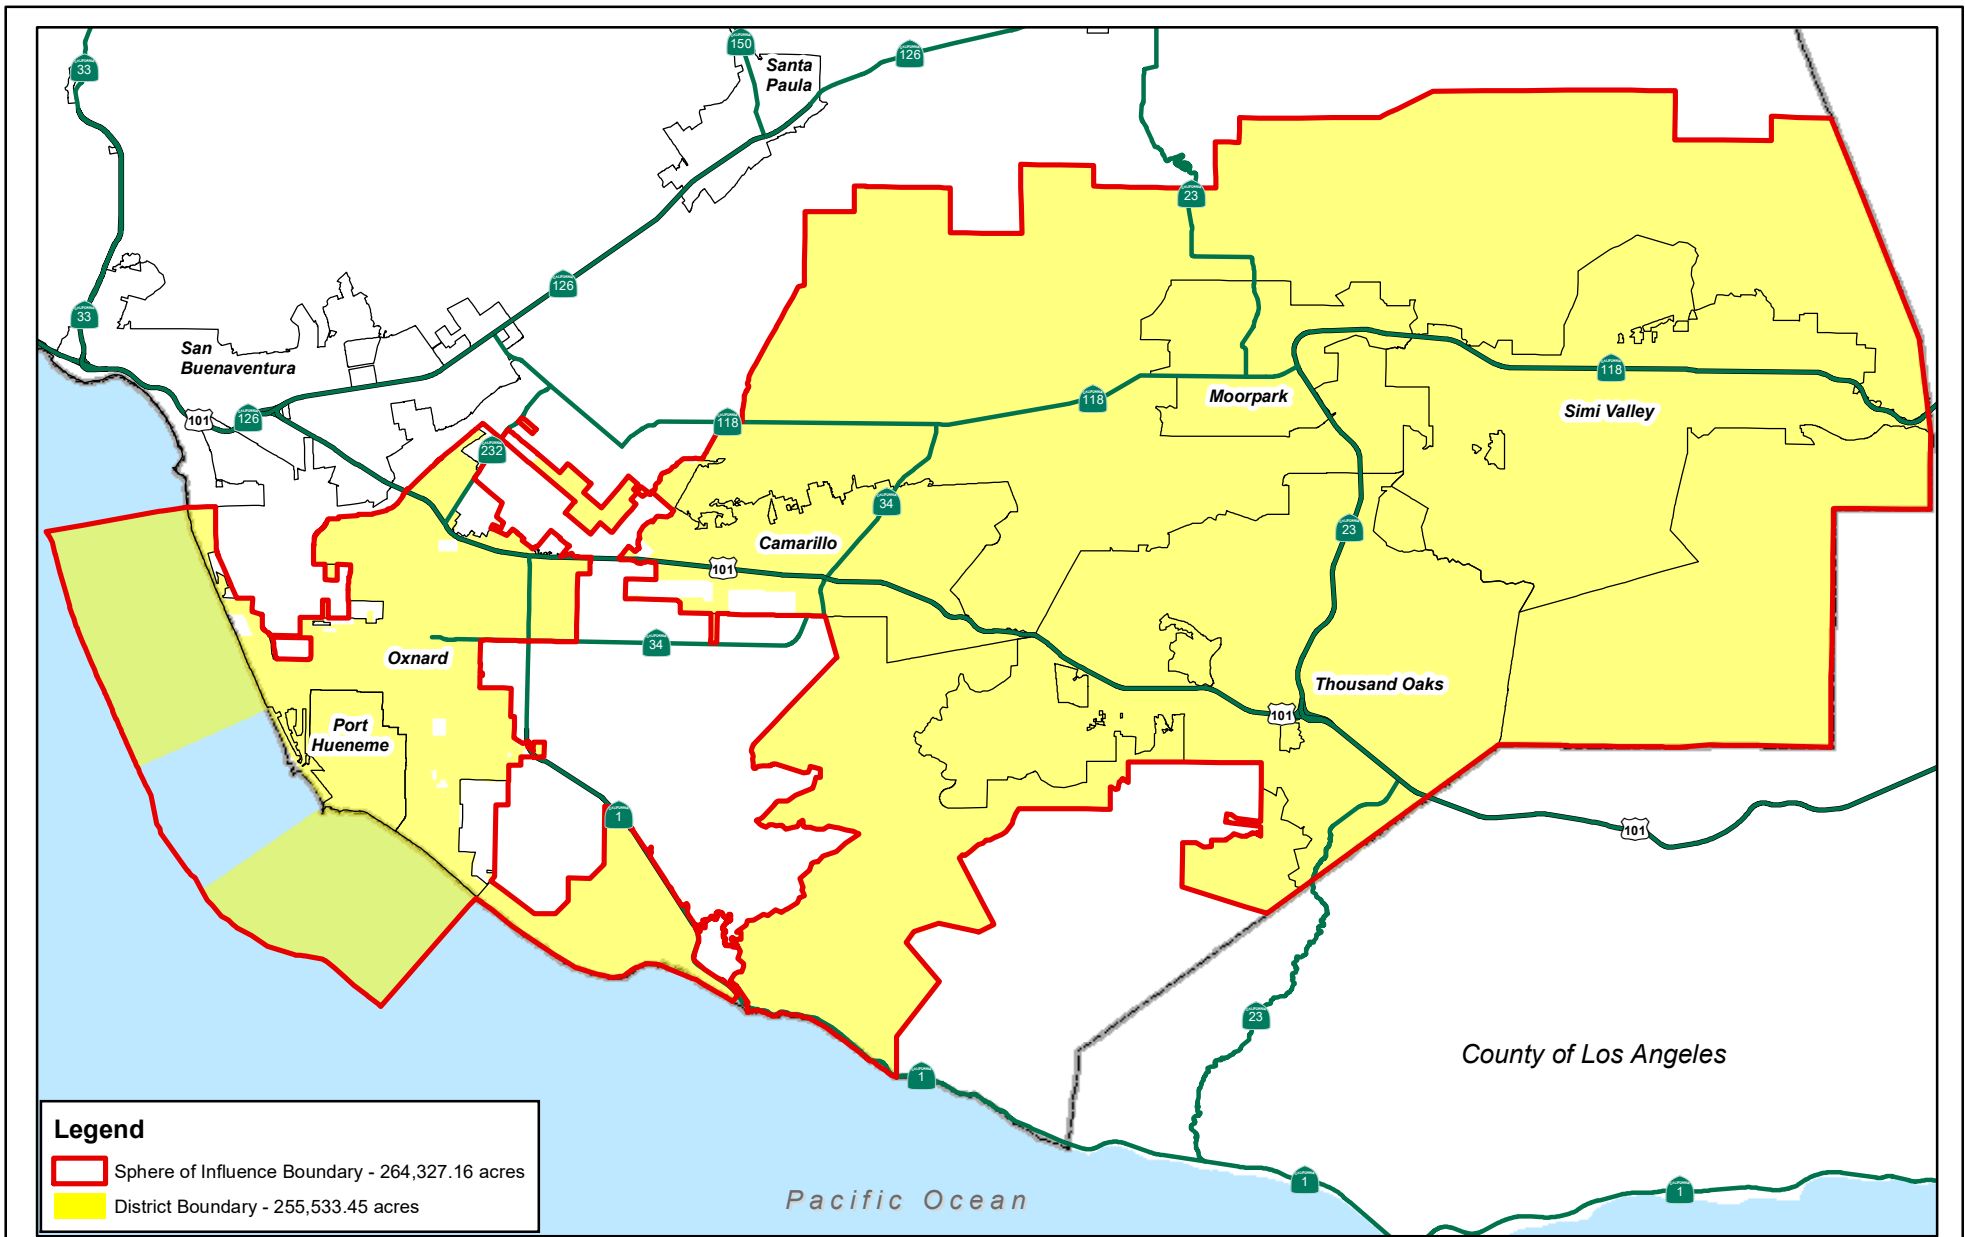 150
Santa
Paula
126
33
23
126
33
San
Buenaventura
118
101
126
118
118
Moorpark
Simi Valley
232
34
23
Camarillo
101
34
Oxnard
Thousand Oaks
101
Port
Hueneme
1
101
23
County of Los Angeles
1
Legend
Sphere of Influence Boundary - 264,327.16 acres
District Boundary - 255,533.45 acres
Pacific Ocean
1
1